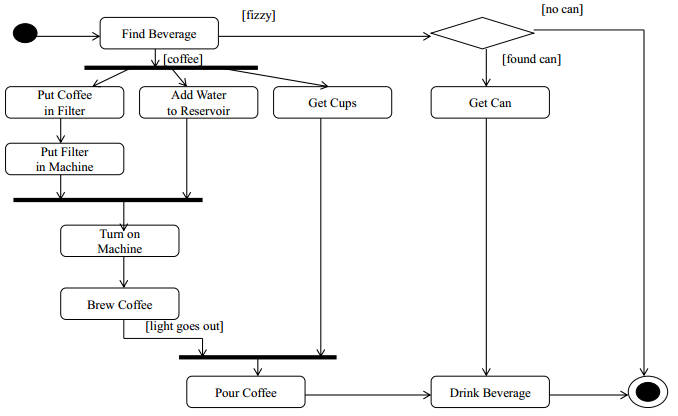 [fizzy]
[no can]
Find Beverage
[coffee]
[found can]
Put Coffee
in Filter
Add Water
to Reservoir
Get Cups
Get Can
Put Filter
in Machine
Turn on
Machine
Brew Coffee
[light goes out]
Pour Coffee
Drink Beverage